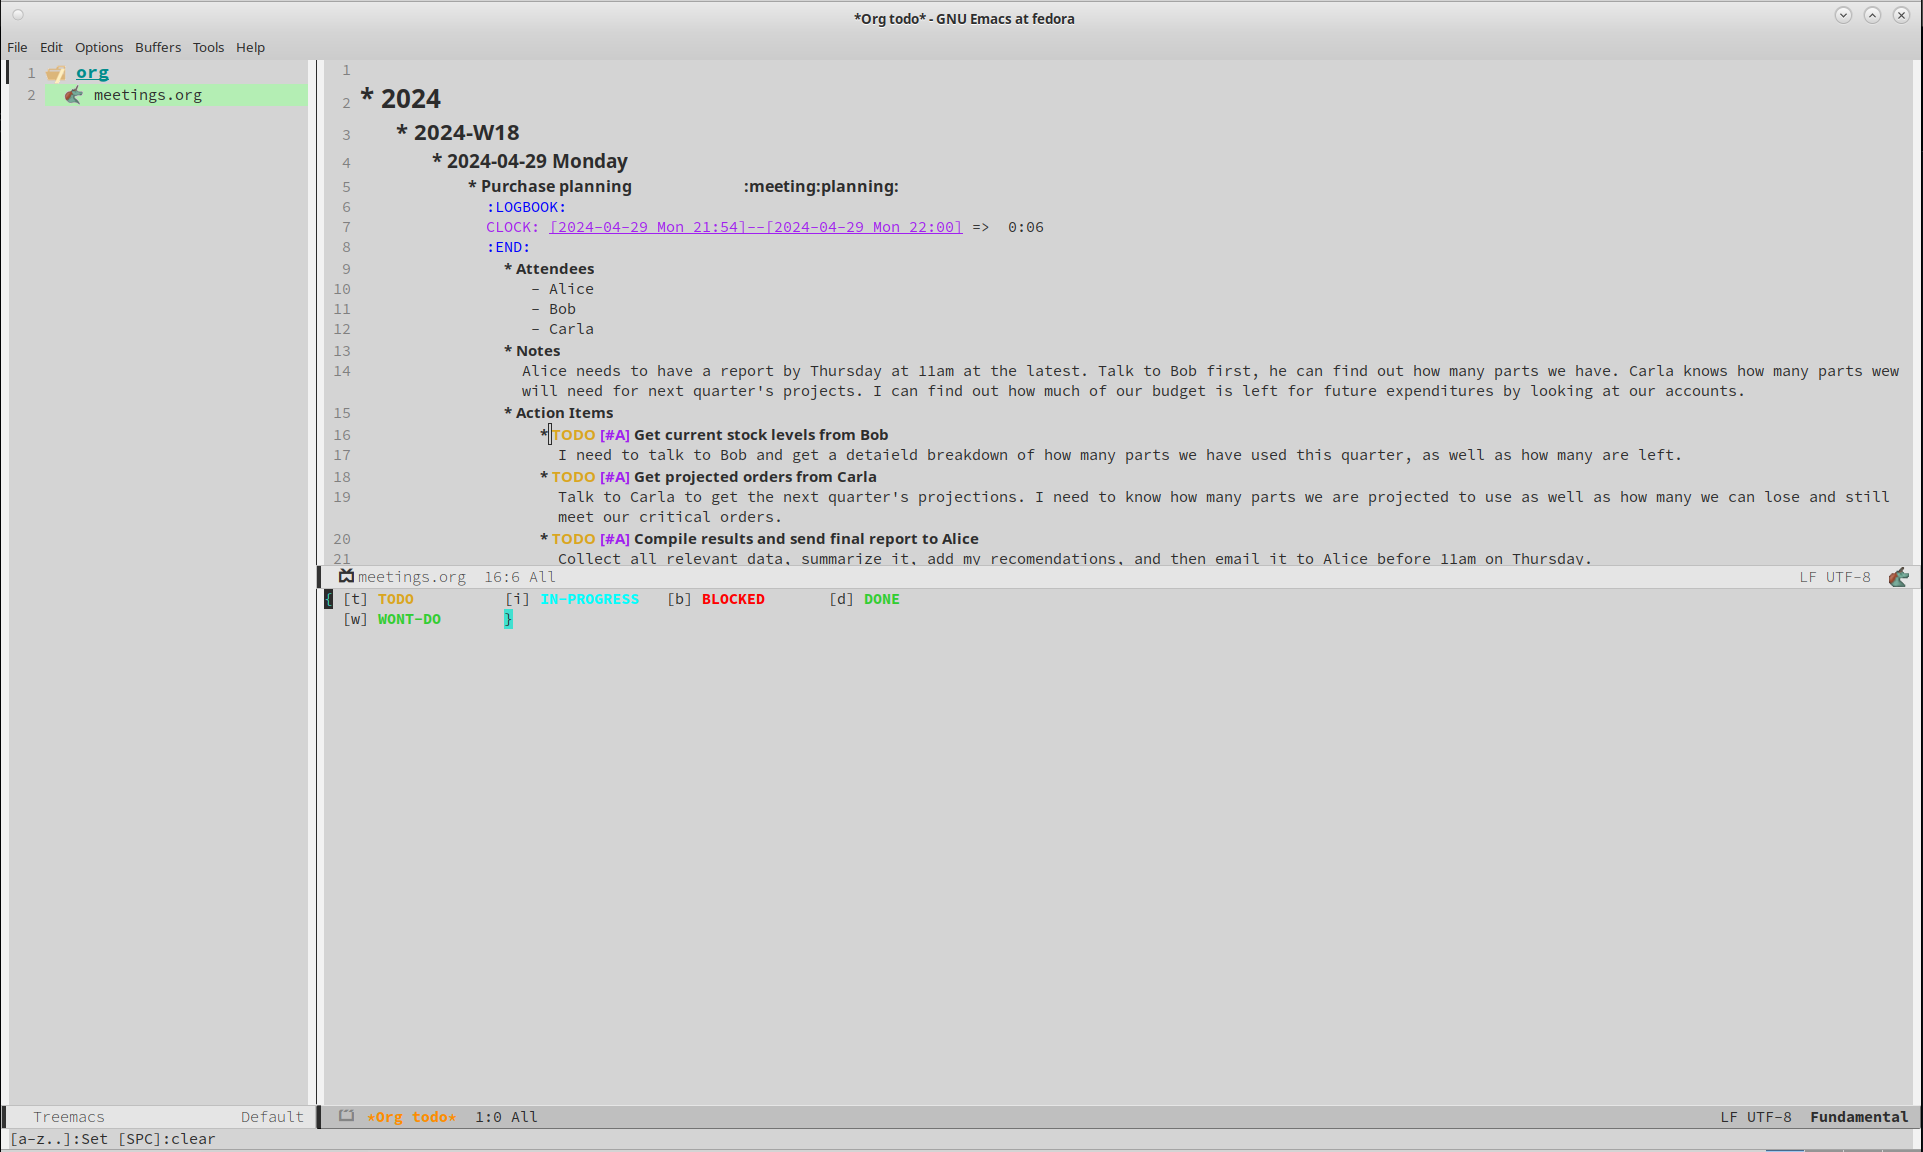 *Org todo* - GNU Emacs at fedora
File Edit Options Buffers Tools Help
1 org
2 meetings.org
1
2 * 2024
3 * 2024-W18
4 * 2024-04-29 Monday
5 * Purchase planning :meeting:planning:
6 :LOGBOOK:
7 CLOCK: [2024-04-29 Mon 21:54]--[2024-04-29 Mon 22:00] => 0:06
8 :END:
9 * Attendees
10 - Alice
11 - Bob
12 - Carla
13 * Notes
14 Alice needs to have a report by Thursday at 11am at the latest. Talk to Bob first, he can find out how many parts we have. Carla knows how many parts wew
will need for next quarter's projects. I can find out how much of our budget is left for future expenditures by looking at our accounts.
15 * Action Items
16 * TODO [#A] Get current stock levels from Bob
17 I need to talk to Bob and get a detaield breakdown of how many parts we have used this quarter, as well as how many are left.
18 * TODO [#A] Get projected orders from Carla
19 Talk to Carla to get the next quarter's projections. I need to know how many parts we are projected to use as well as how many we can lose and still
meet our critical orders.
20 * TODO [#A] Compile results and send final report to Alice
21 Collect all relevant data, summarize it, add my recomendations, and then email it to Alice before 11am on Thursday.
meetings.org 16:6 All LF UTF-8
{ [t] TODO [i] IN-PROGRESS [b] BLOCKED [d] DONE
[w] WONT-DO }
Treemacs Default *Org todo* 1:0 All LF UTF-8 Fundamental
[a-z..]:Set [SPC]:clear